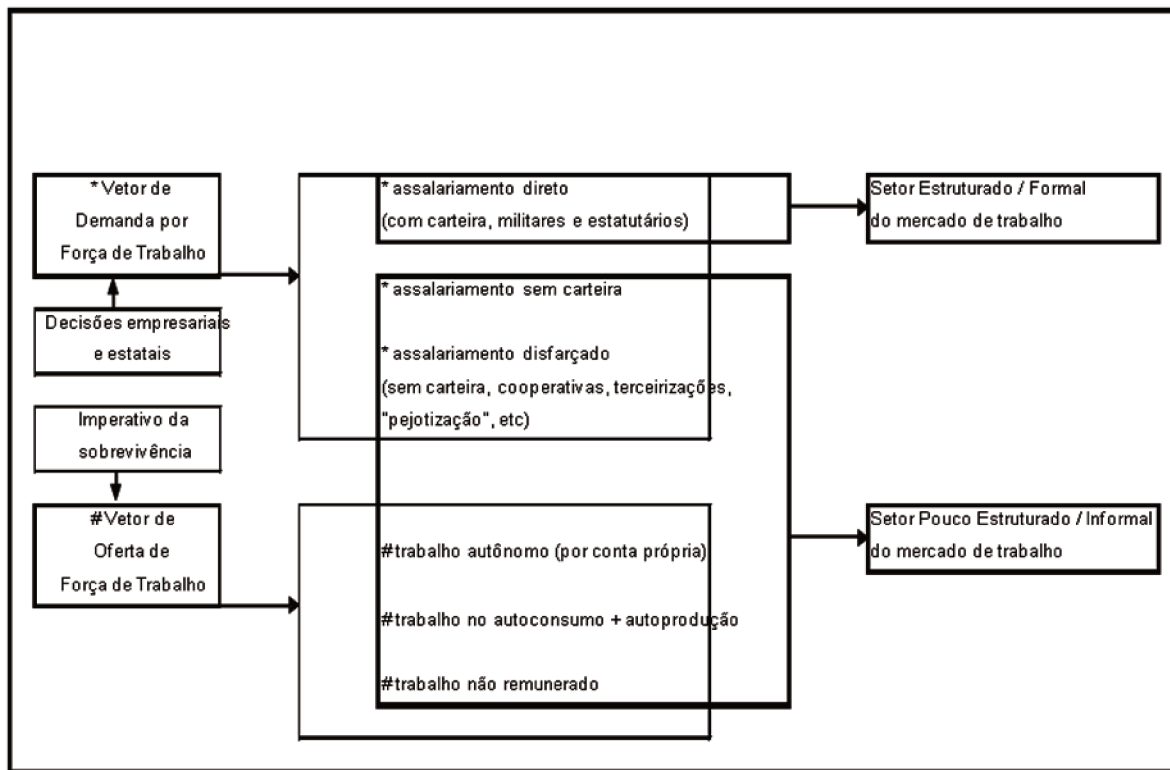 * Vetor de
Demanda por
Força de Trabalho
Decisões empresariais
e estatais
Imperativo da
sobrevivência
#Vetor de
Oferta de
Força de Trabalho
* assalariamento direto
(com carteira, militares e estatutários)
* assalariamento sem carteira
* assalariamento disfarçado
(sem carteira, cooperativas, terceirizações,
"pejotização", etc)
#trabalho autônomo (por conta própria)
#trabalho no autoconsumo + autoprodução
#trabalho não remunerado
Setor Estruturado / Formal
do mercado de trabalho
Setor Pouco Estruturado / Informal
do mercado de trabalho